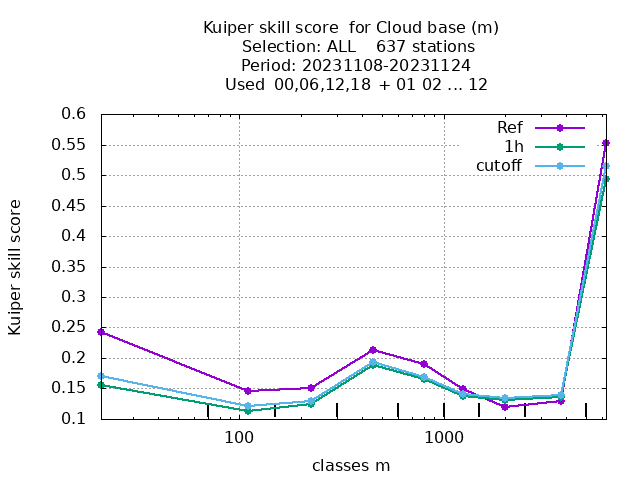 Kuiper skill score for Cloud base (m)
Selection: ALL 637 stations
Period: 20231108-20231124
Used 00,06,12,18 + 01 02 ... 12
Ref
1h
cutoff
0.6
0.55
0.5
0.45
0.4
0.35
0.3
0.25
0.2
0.15
0.1
Kuiper skill score
100
1000
classes m